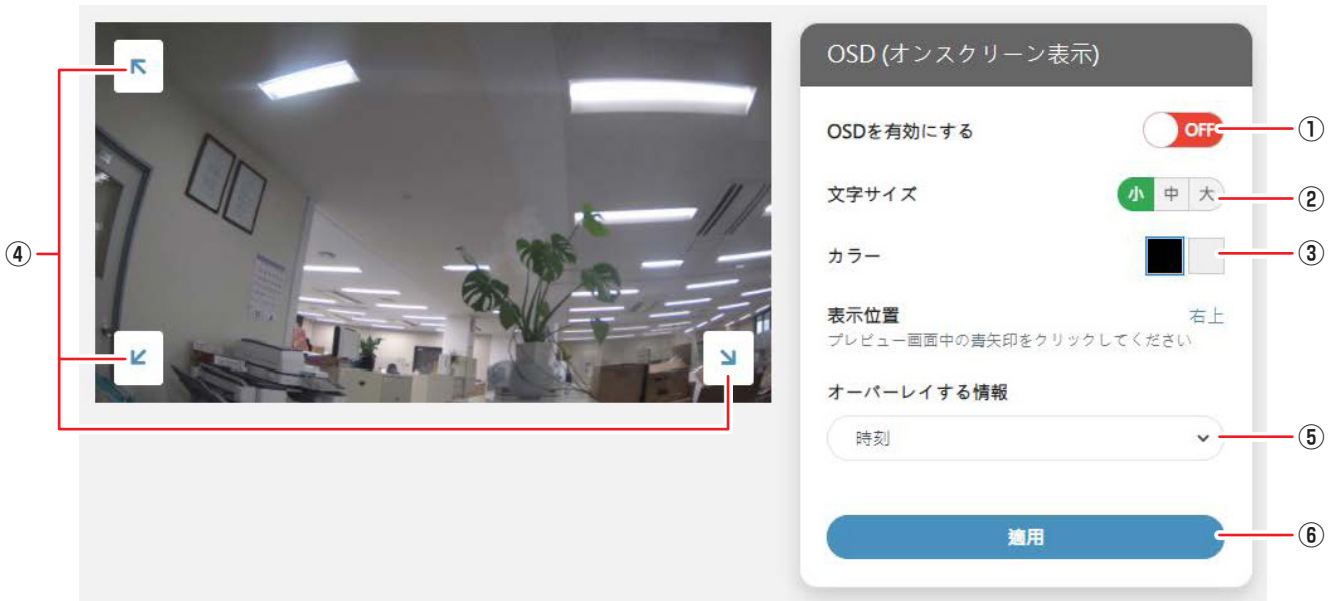 OSD (オンスクリーン表示)
OSDを有効にする OFF ①
文字サイズ 小 中 大 ②
④
カラー ③
表示位置 右上
プレビュー画面中の青矢印をクリックしてください
オーバーレイする情報
時刻 ⑤
適用 ⑥